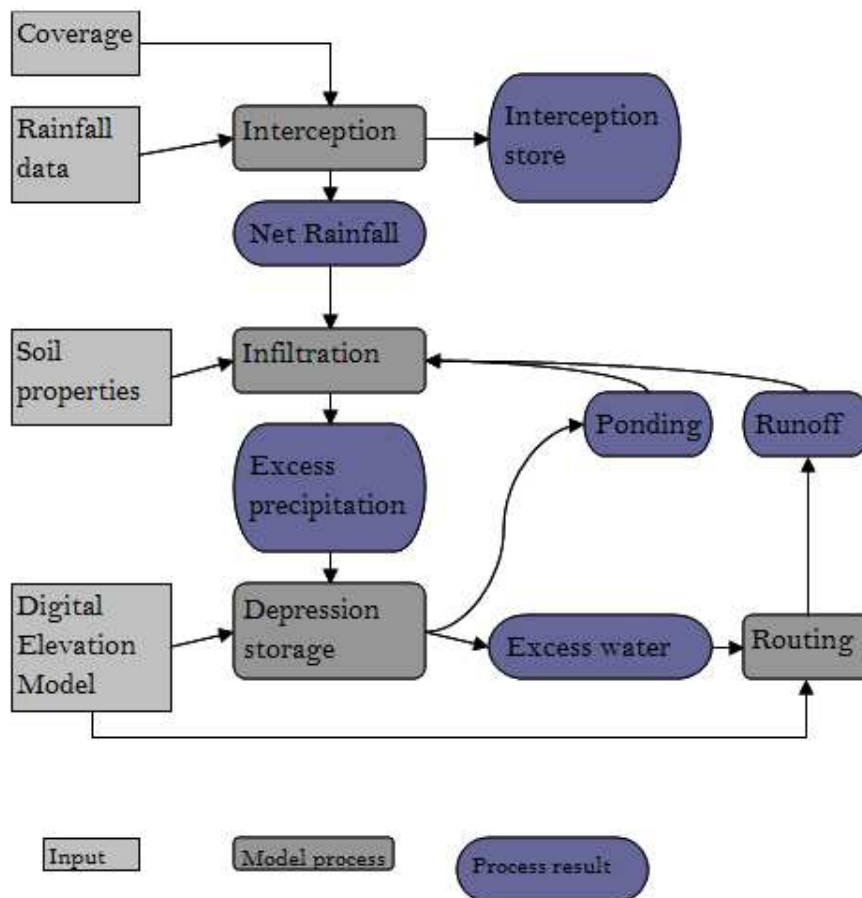 Coverage
Rainfall
data
Interception
Interception
store
Net Rainfall
Soil
properties
Infiltration
Ponding
Runoff
Excess
precipitation
Digital
Elevation
Model
Depression
storage
Excess water
Routing
Input
Model process
Process result